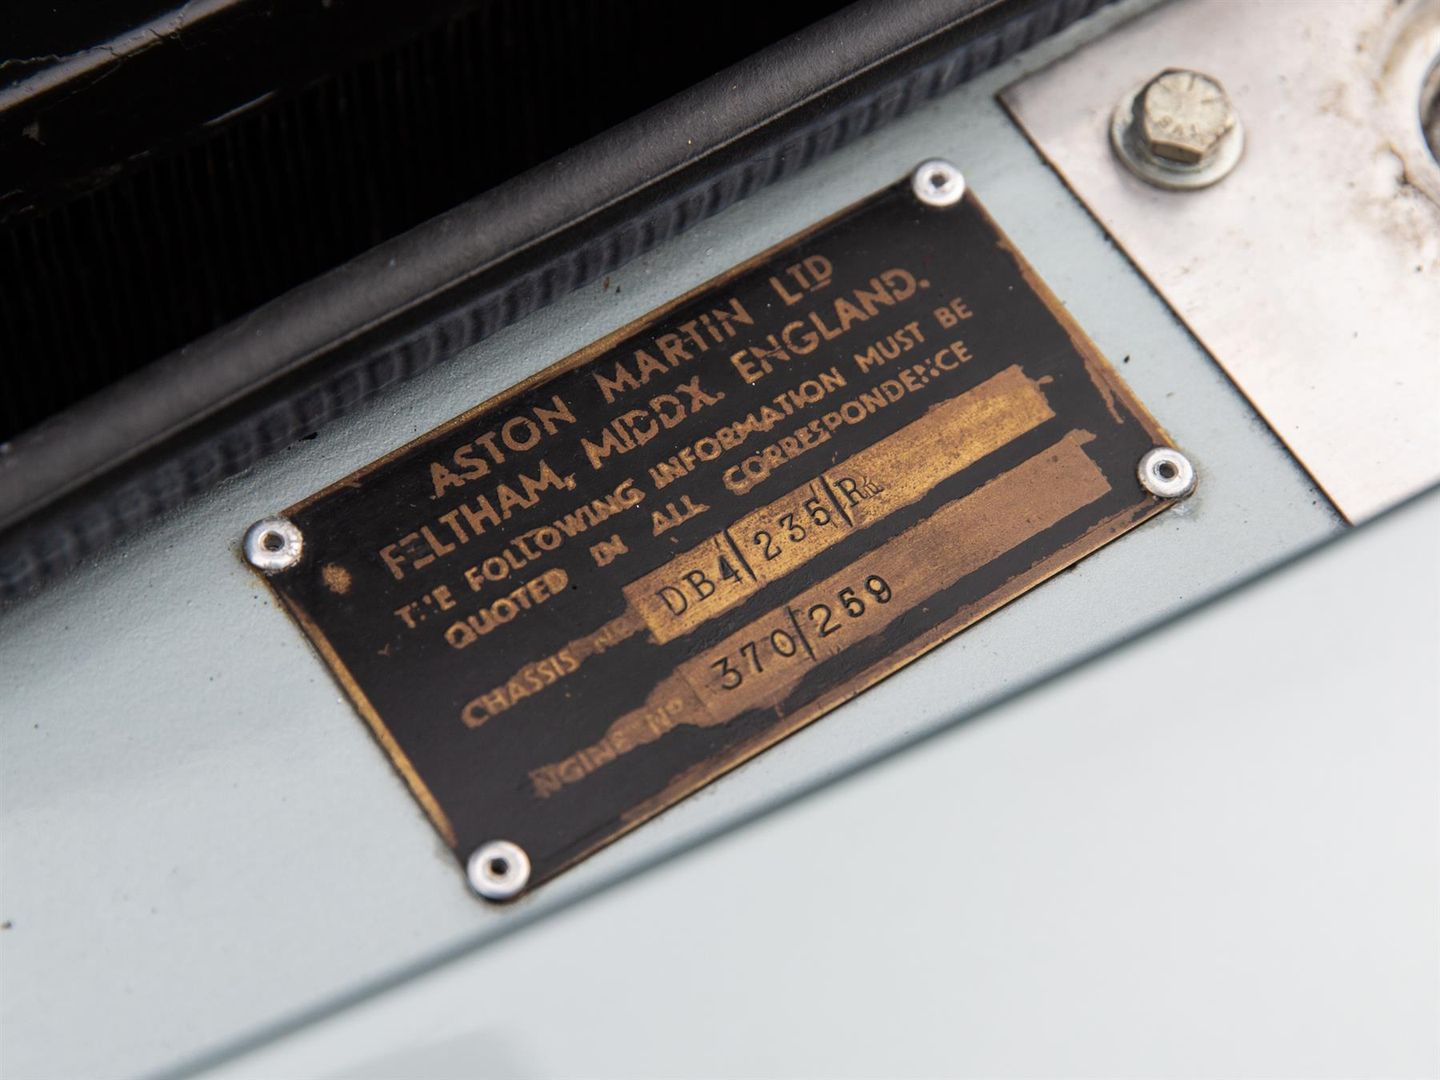 ASTON MARTIN LTD
FELTHAM, MIDDX. ENGLAND.
THE FOLLOWING INFORMATION MUST BE
QUOTED IN ALL CORRESPONDENCE
CHASSIS Nº DB4/235/R
NGINE Nº 370/259